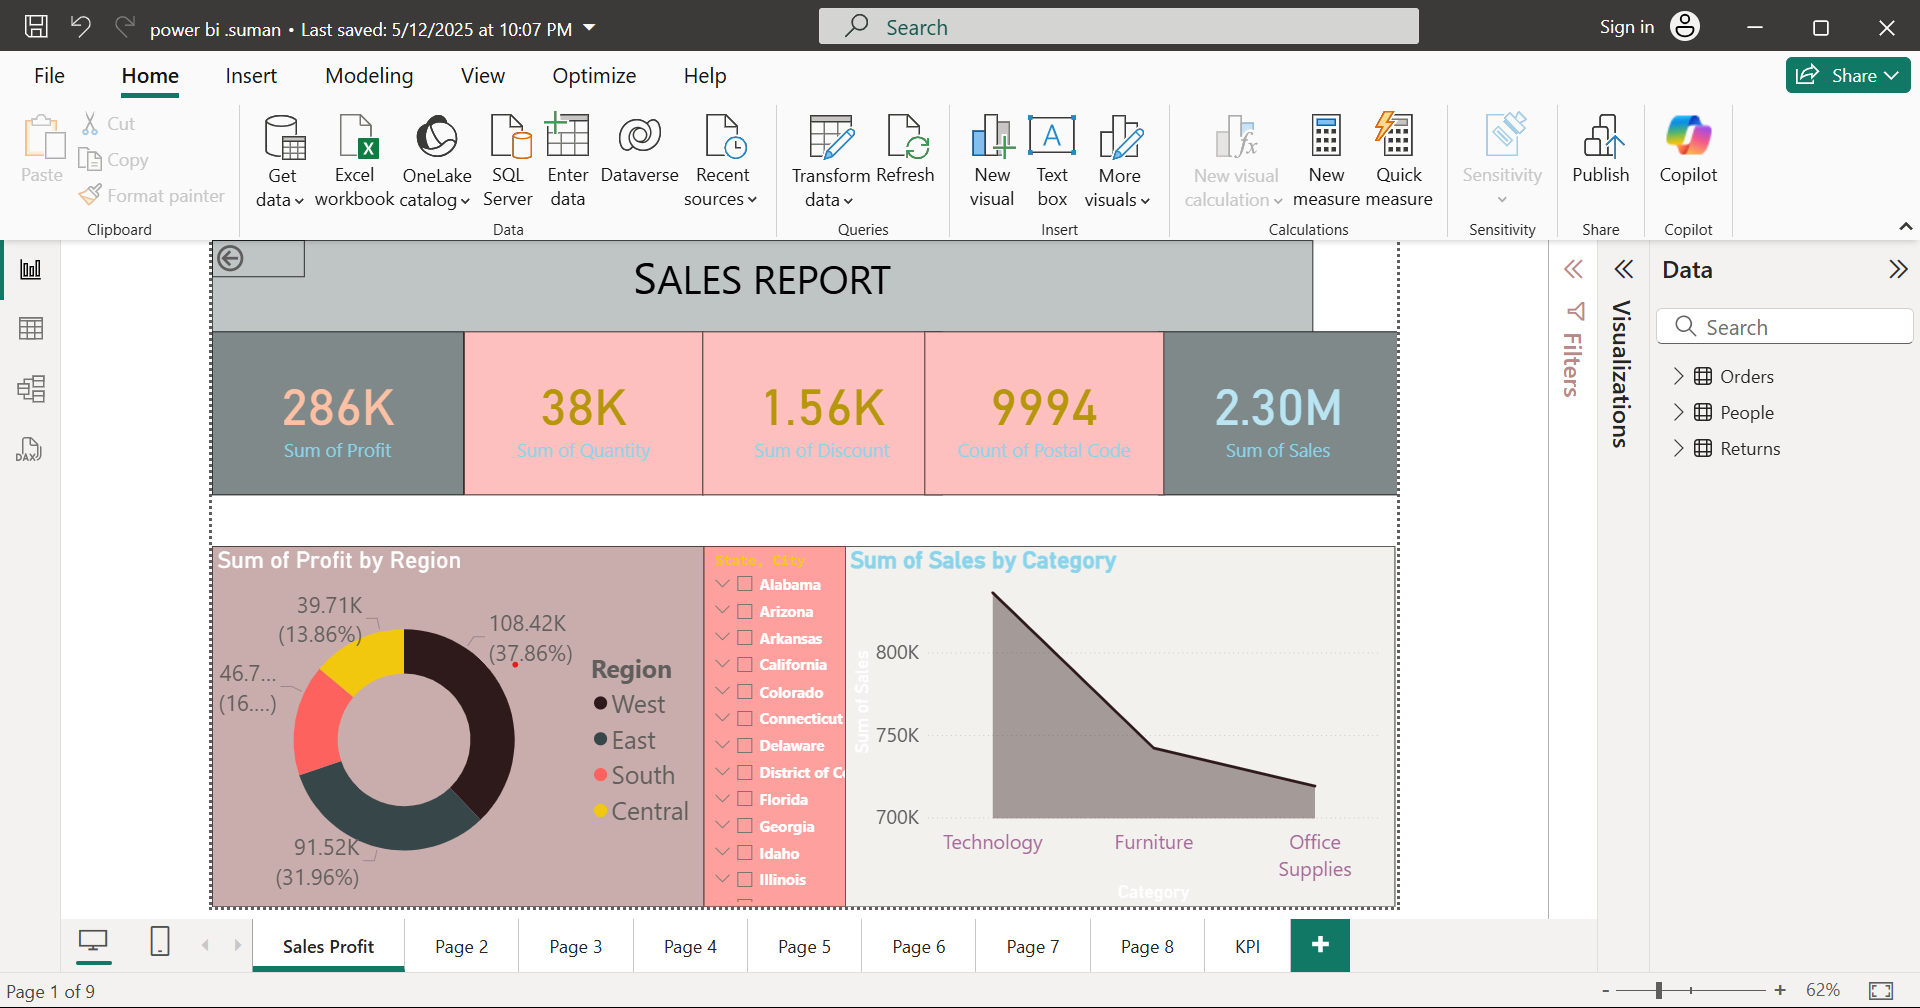 power bi .suman • Last saved: 5/12/2025 at 10:07 PM
Search
Sign in
File Home Insert Modeling View Optimize Help
Share
Paste
Cut
Copy
Format painter
Clipboard
Get data
Excel workbook
OneLake catalog
SQL Server
Enter data
Dataverse
Recent sources
Data
Transform data
Refresh
Queries
New visual
Text box
More visuals
Insert
New visual calculation
New measure
Quick measure
Calculations
Sensitivity
Sensitivity
Publish
Share
Copilot
Copilot
DAX
SALES REPORT
286K
Sum of Profit
38K
Sum of Quantity
1.56K
Sum of Discount
9994
Count of Postal Code
2.30M
Sum of Sales
Sum of Profit by Region
39.71K
(13.86%)
108.42K
(37.86%)
46.7...
(16....)
91.52K
(31.96%)
Region
West
East
South
Central
State, City
Alabama
Arizona
Arkansas
California
Colorado
Connecticut
Delaware
District of Co
Florida
Georgia
Idaho
Illinois
Sum of Sales by Category
Sum of Sales
800K
750K
700K
Technology
Furniture
Office
Supplies
Category
Filters
Visualizations
Data
Search
Orders
People
Returns
Sales Profit
Page 2
Page 3
Page 4
Page 5
Page 6
Page 7
Page 8
KPI
+
Page 1 of 9
- + 62%